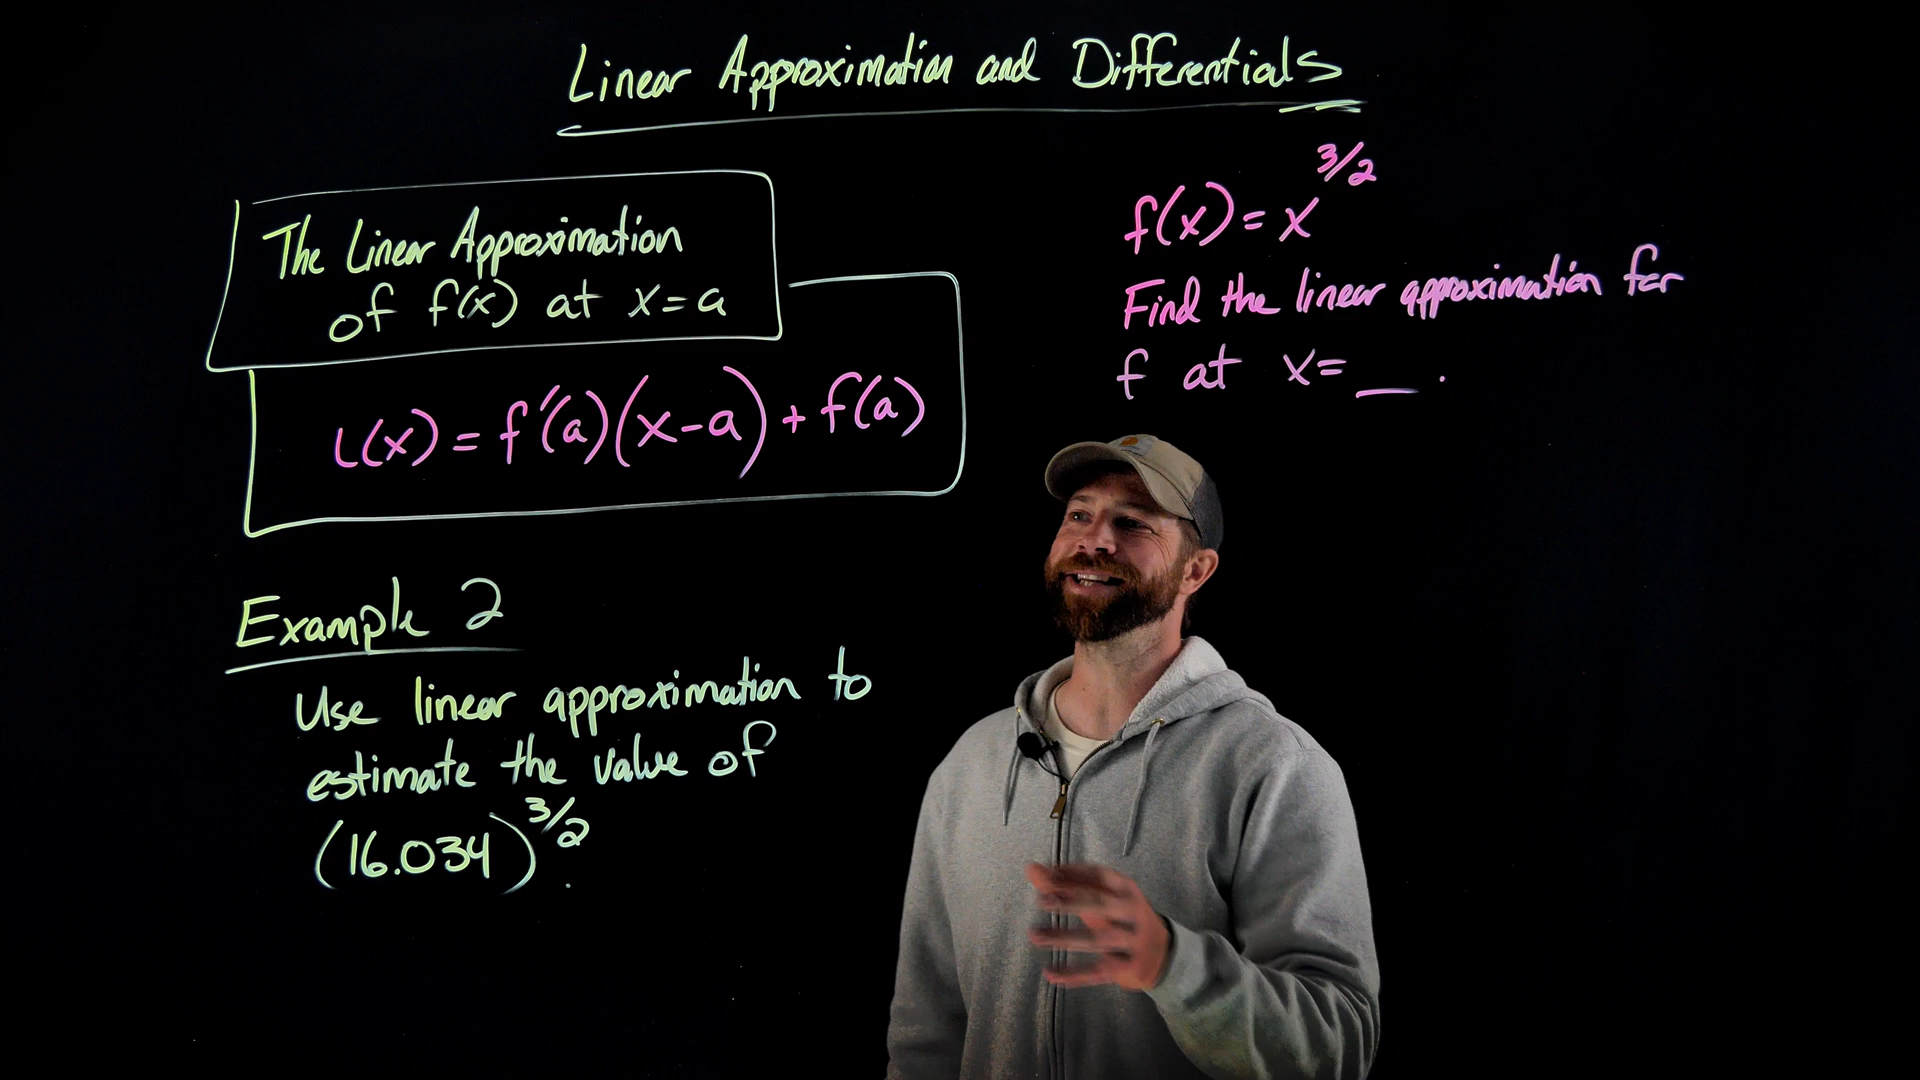 Linear Approximation and Differentials
The Linear Approximation
of f(x) at x=a
L(x) = f'(a)(x-a) + f(a)
Example 2
Use linear approximation to
estimate the value of
(16.034)^3/2.
f(x) = x^3/2
Find the linear approximation for
f at x=__.